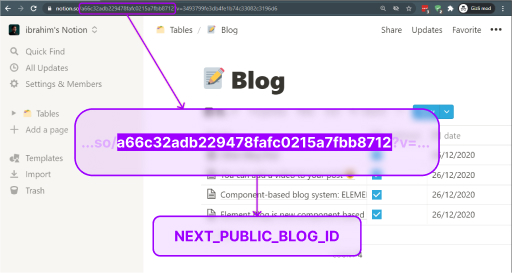 notion.so/a66c32adb229478fafc0215a7fbb8712?v=3493799fe3db4fe1b74c23082c3196d6
Gizli mod
ibrahim's Notion
Tables / Blog
Share Updates Favorite
Quick Find
All Updates
Settings & Members
Blog
Tables
Add a page
date
...so/a66c32adb229478fafc0215a7fbb8712?v=...
Templates
Import
Trash
26/12/2020
You can add a video to your post
26/12/2020
Component-based blog system: ELEME
26/12/2020
Element Blog is new component based
26/12/2020
NEXT_PUBLIC_BLOG_ID